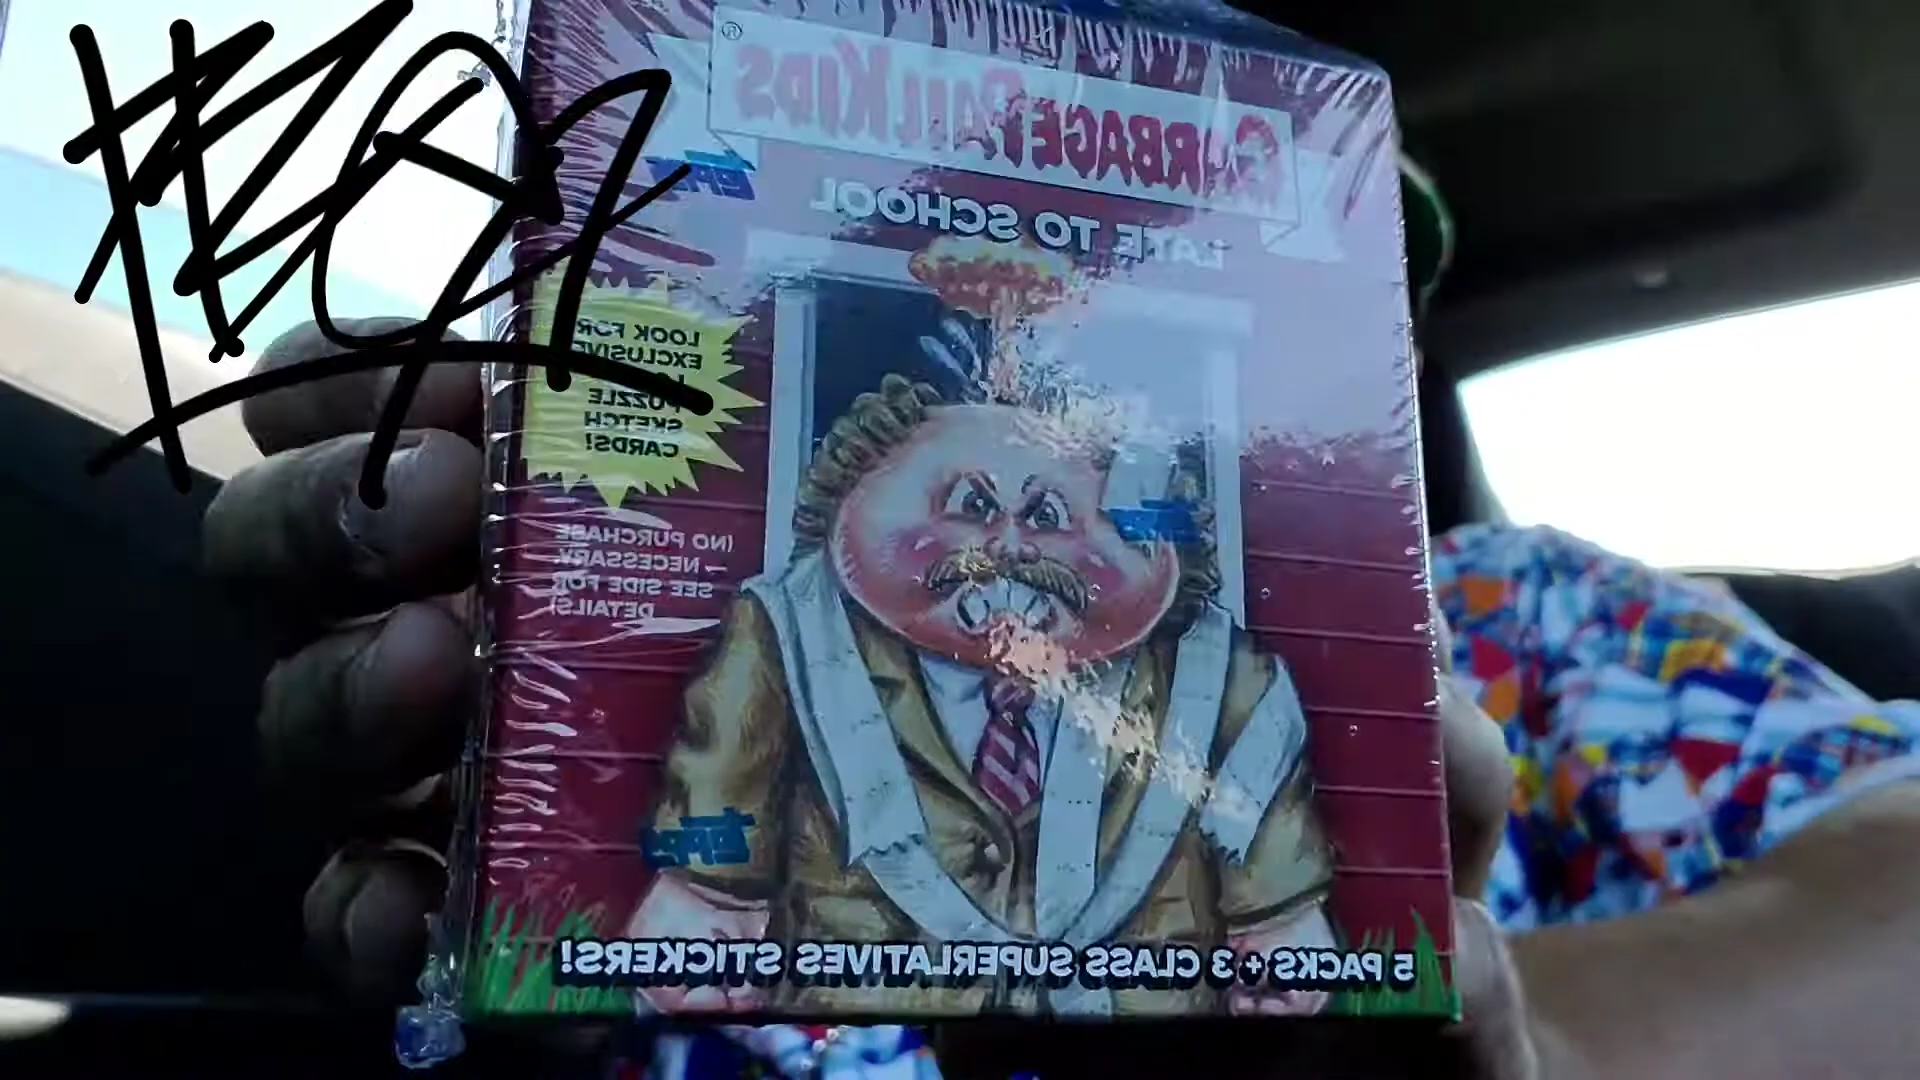 GARBAGE PAIL KIDS®
LATE TO SCHOOL
LOOK FOR
EXCLUSIVE
PUZZLE
SKETCH
CARDS!
(NO PURCHASE
NECESSARY.
SEE SIDE FOR
DETAILS)
5 PACKS + 3 CLASS SUPERLATIVES STICKERS!